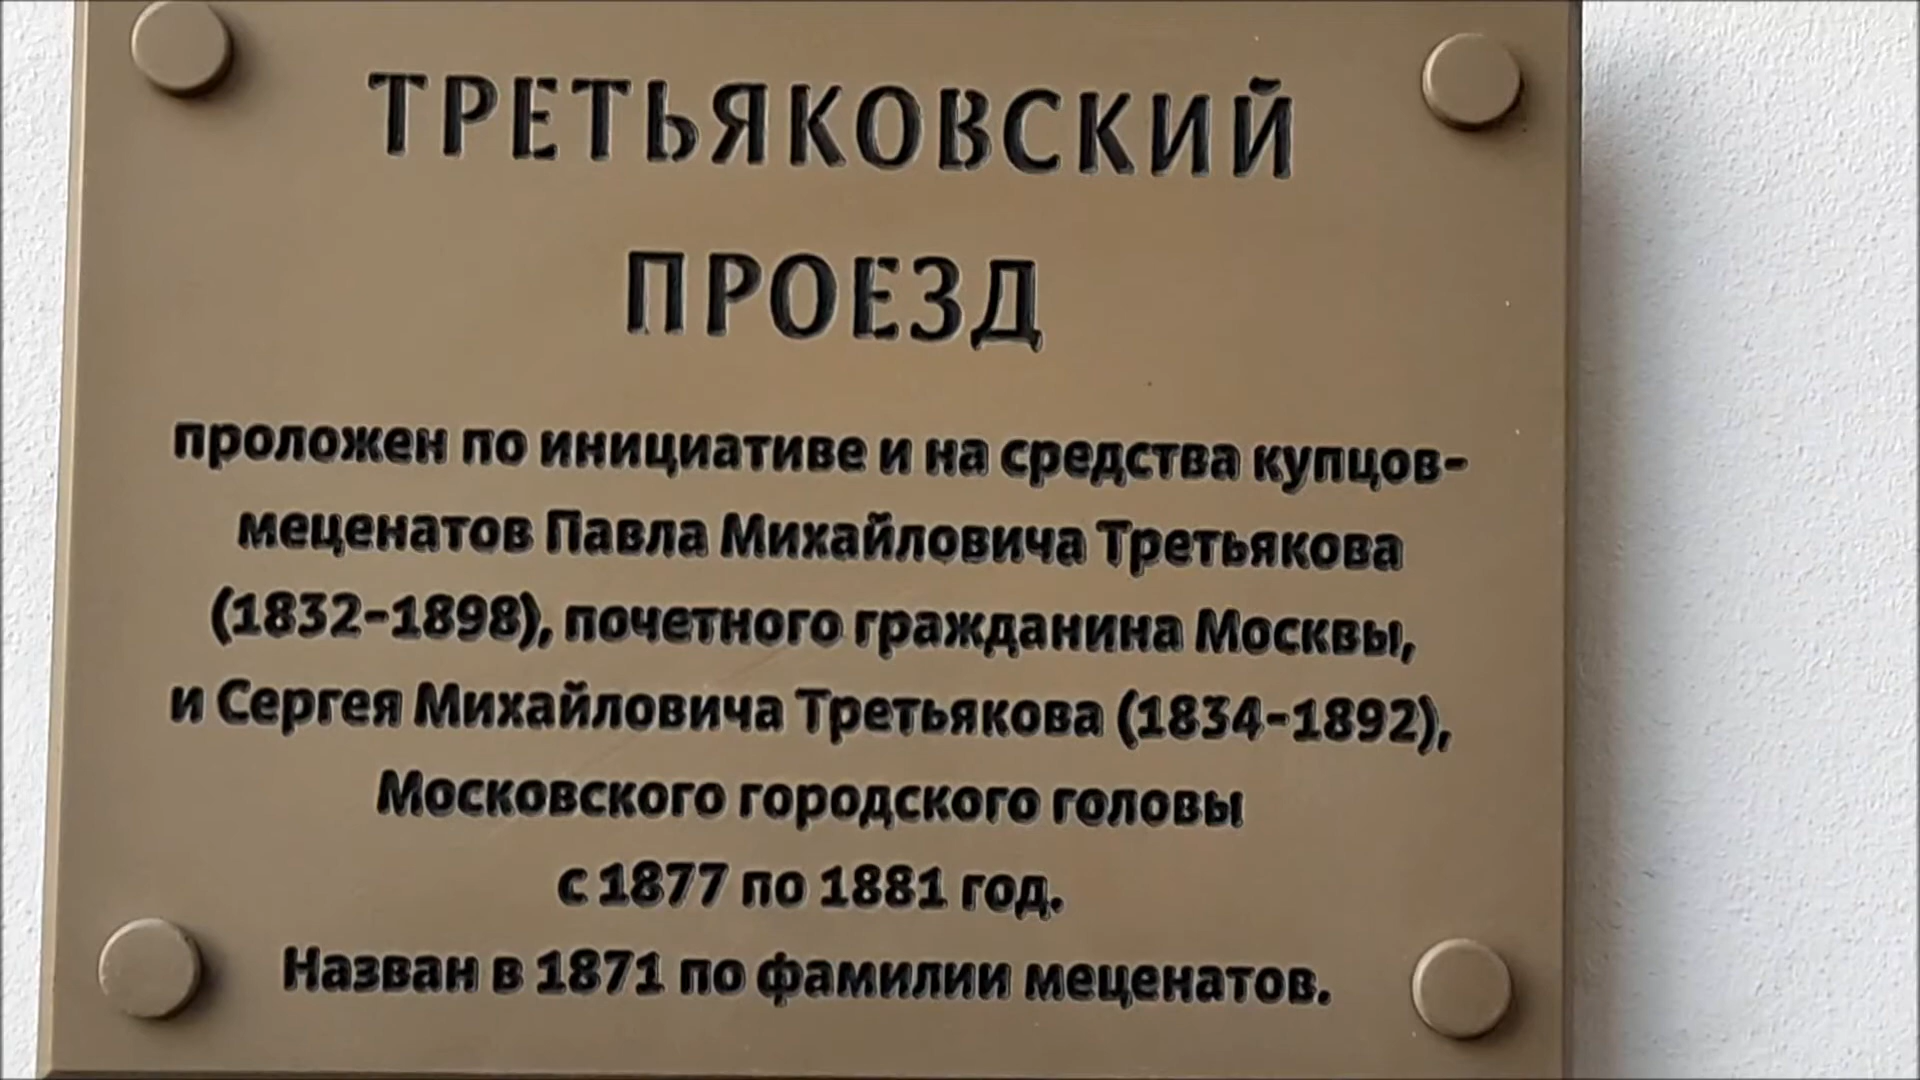 ТРЕТЬЯКОВСКИЙ
ПРОЕЗД
проложен по инициативе и на средства купцов-
меценатов Павла Михайловича Третьякова
(1832-1898), почетного гражданина Москвы,
и Сергея Михайловича Третьякова (1834-1892),
Московского городского головы
с 1877 по 1881 год.
Назван в 1871 по фамилии меценатов.